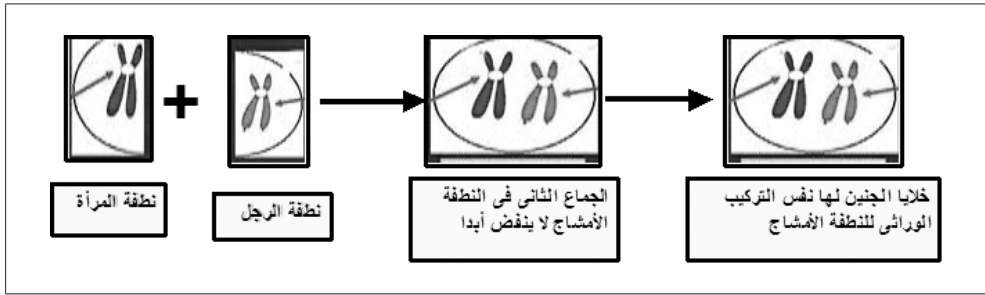 نطفة المرأة
نطفة الرجل
الجماع الثانى فى النطفة
الأمشاج لا ينفض أبدا
خلايا الجنين لها نفس التركيب
الوراثى للنطفة الأمشاج